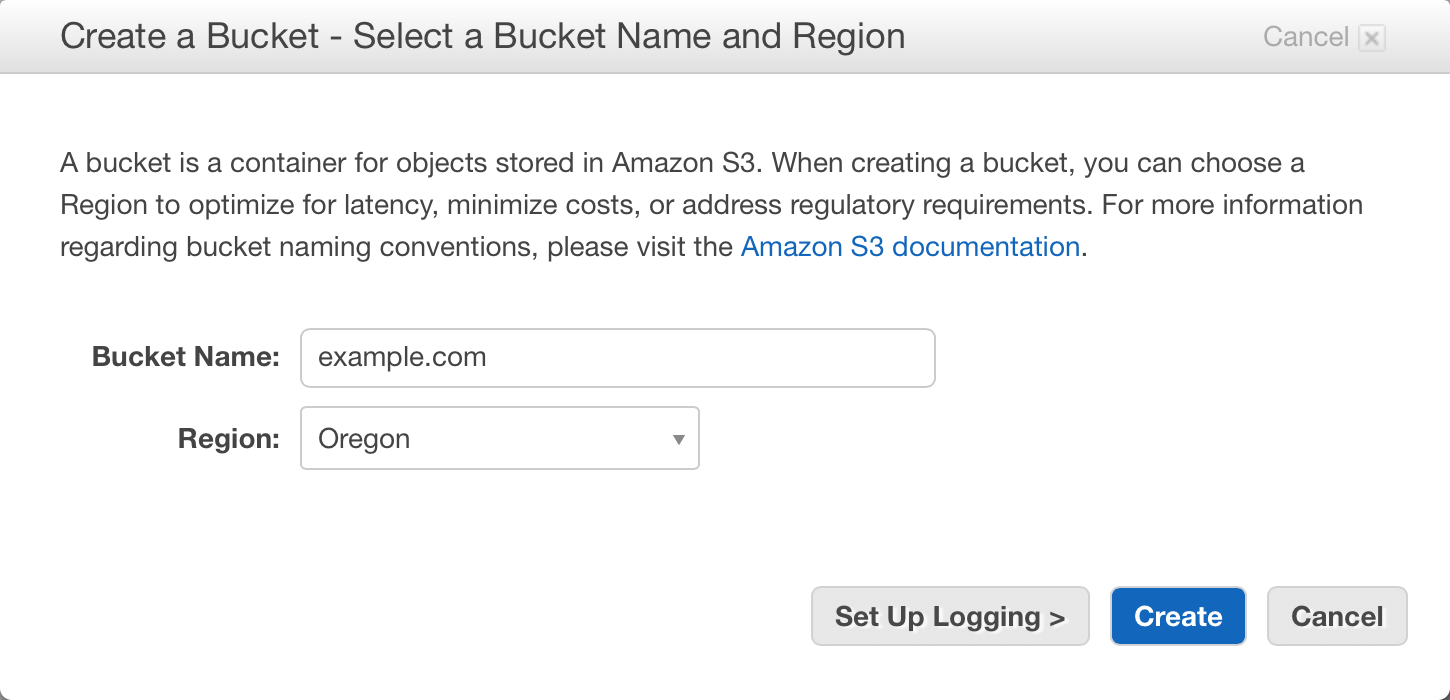 Create a Bucket - Select a Bucket Name and Region
Cancel
A bucket is a container for objects stored in Amazon S3. When creating a bucket, you can choose a
Region to optimize for latency, minimize costs, or address regulatory requirements. For more information
regarding bucket naming conventions, please visit the Amazon S3 documentation.
Bucket Name: example.com
Region: Oregon
Set Up Logging > Create Cancel